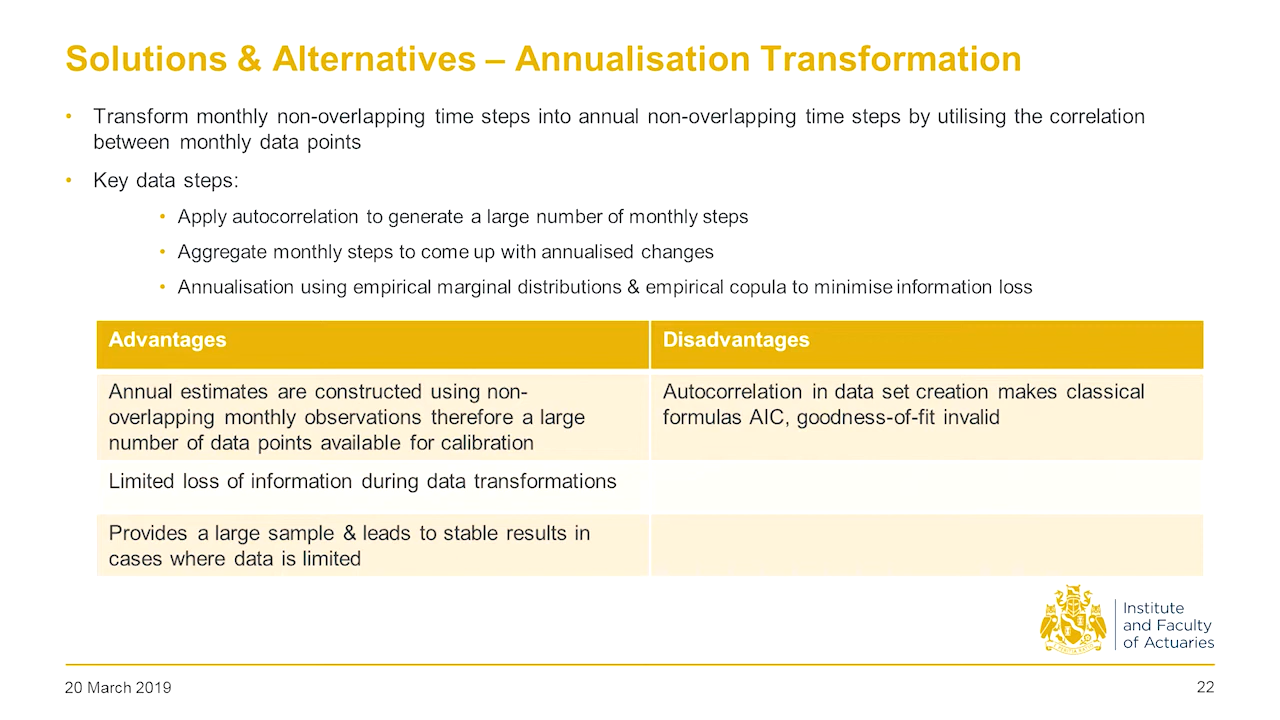 Solutions & Alternatives – Annualisation Transformation
• Transform monthly non-overlapping time steps into annual non-overlapping time steps by utilising the correlation
between monthly data points
• Key data steps:
• Apply autocorrelation to generate a large number of monthly steps
• Aggregate monthly steps to come up with annualised changes
• Annualisation using empirical marginal distributions & empirical copula to minimise information loss
Advantages
Disadvantages
Annual estimates are constructed using non-
overlapping monthly observations therefore a large
number of data points available for calibration
Autocorrelation in data set creation makes classical
formulas AIC, goodness-of-fit invalid
Limited loss of information during data transformations
Provides a large sample & leads to stable results in
cases where data is limited
Institute
and Faculty
of Actuaries
20 March 2019
22